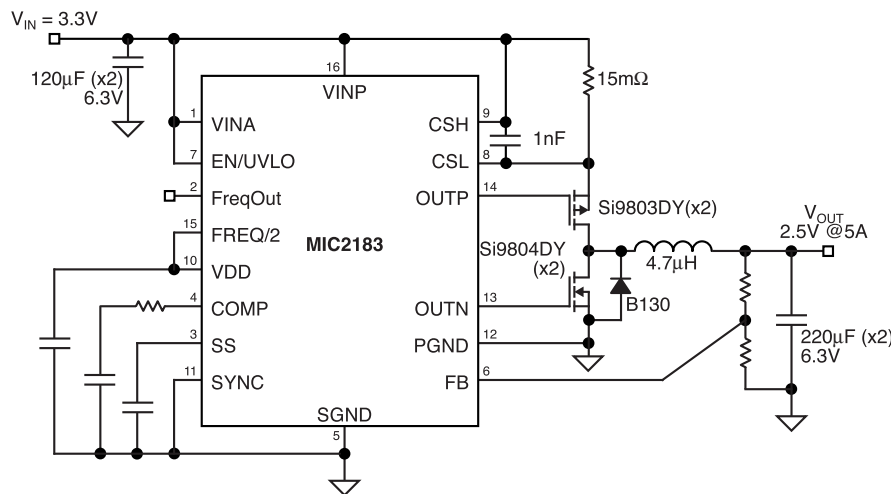 VIN = 3.3V
120µF (x2)
6.3V
16
VINP
15mΩ
1
VINA
CSH
9
1nF
7
EN/UVLO
CSL
8
2
FreqOut
OUTP
14
Si9803DY(x2)
15
FREQ/2
MIC2183
Si9804DY
(x2)
VOUT
2.5V @5A
4.7µH
10
VDD
4
COMP
OUTN
13
B130
3
SS
PGND
12
220µF (x2)
6.3V
11
SYNC
FB
6
SGND
5